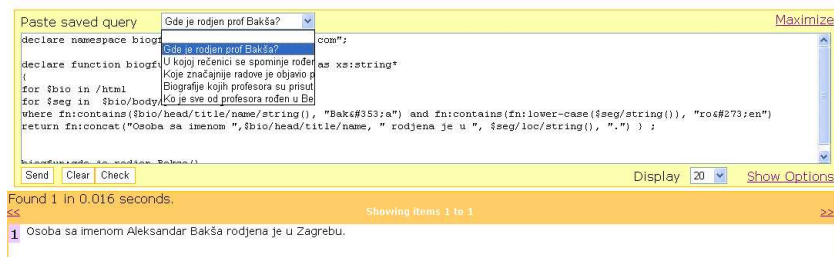 Paste saved query Gde je rodjen prof Bakša? Maximize
declare namespace biogf com";
Gde je rodjen prof Bakša?
declare function biogfu as xs:string*
U kojoj rečenici se spominje rođer
{
Koje značajnije radove je objavio p
for $bio in /html
Biografije kojih profesora su prisut
for $seg in $bio/body/
Ko je sve od profesora rođen u Be
where fn:contains($bio/head/title/name/string(), "Bak&#353;a") and fn:contains(fn:lower-case($seg/string()), "ro&#273;en")
return fn:concat("Osoba sa imenom ",$bio/head/title/name, " rodjena je u ", $seg/loc/string(), ".") } ;
Send Clear Check Display 20 Show Options
Found 1 in 0.016 seconds.
<< Showing items 1 to 1 >>
1 Osoba sa imenom Aleksandar Bakša rodjena je u Zagrebu.